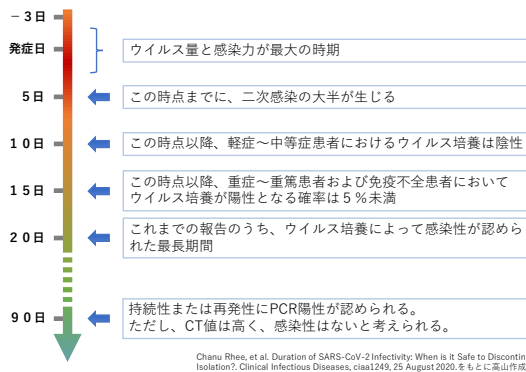 －3日
発症日
ウイルス量と感染力が最大の時期
5日
この時点までに、二次感染の大半が生じる
10日
この時点以降、軽症～中等症患者におけるウイルス培養は陰性
15日
この時点以降、重症～重篤患者および免疫不全患者において
ウイルス培養が陽性となる確率は５％未満
20日
これまでの報告のうち、ウイルス培養によって感染性が認めら
れた最長期間
90日
持続性または再発性にPCR陽性が認められる。
ただし、CT値は高く、感染性はないと考えられる。
Chanu Rhee, et al. Duration of SARS-CoV-2 Infectivity: When is it Safe to Discontin
Isolation?. Clinical Infectious Diseases, ciaa1249, 25 August 2020.をもとに高山作成